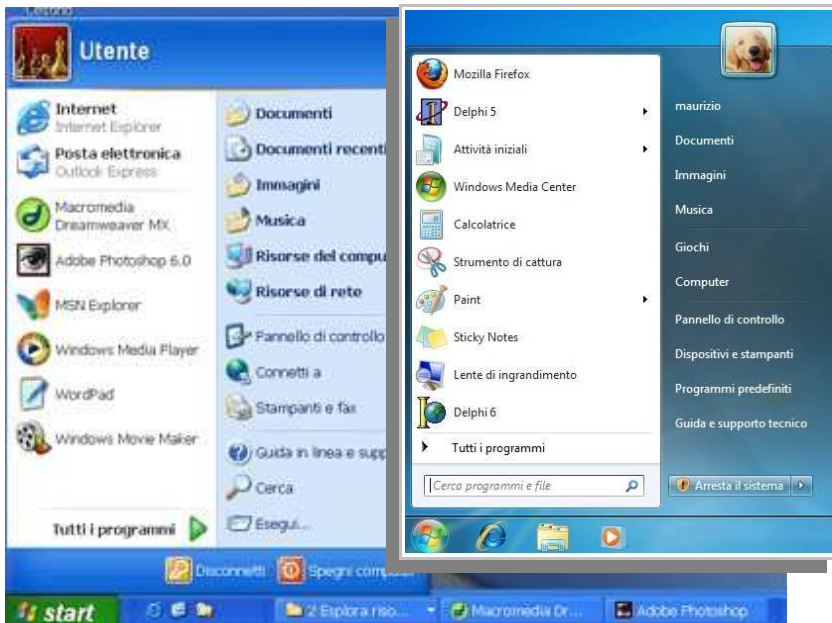 Utente
Internet
Internet Explorer
Posta elettronica
Outlook Express
Macromedia
Dreamweaver MX
Adobe Photoshop 6.0
MSN Explorer
Windows Media Player
WordPad
Windows Movie Maker
Tutti i programmi
Documenti
Documenti recenti
Immagini
Musica
Risorse del compu
Risorse di rete
Pannello di controllo
Connetti a
Stampanti e fax
Guida in linea e supp
Cerca
Esegui...
Disconnetti
Spegni computer
start
2 Esplora riso...
Macromedia Dr...
Adobe Photoshop
Mozilla Firefox
Delphi 5
Attività iniziali
Windows Media Center
Calcolatrice
Strumento di cattura
Paint
Sticky Notes
Lente di ingrandimento
Delphi 6
Tutti i programmi
Cerca programmi e file
maurizio
Documenti
Immagini
Musica
Giochi
Computer
Pannello di controllo
Dispositivi e stampanti
Programmi predefiniti
Guida e supporto tecnico
Arresta il sistema